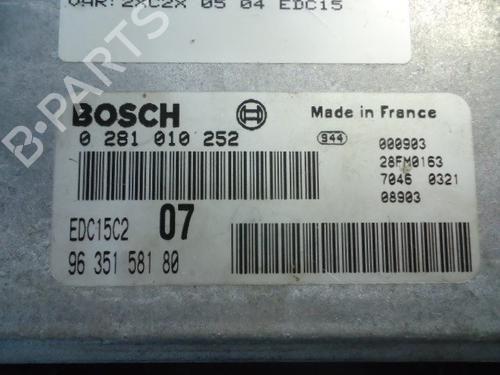 VAR: 2XC2X 05 04 EDC15
BOSCH
Made in France
0 281 010 252
944
000903
28FM0163
7046 0321
08903
EDC15C2 07
96 351 581 80